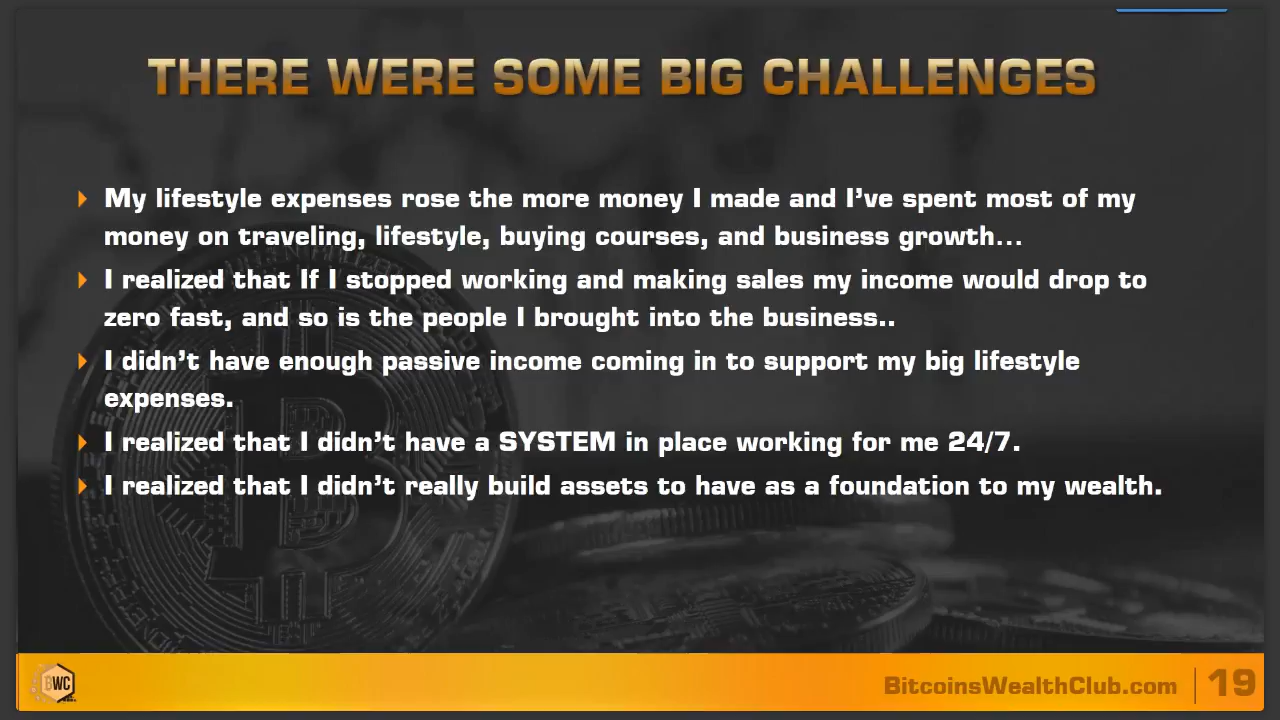 THERE WERE SOME BIG CHALLENGES
My lifestyle expenses rose the more money I made and I’ve spent most of my
money on traveling, lifestyle, buying courses, and business growth…
I realized that If I stopped working and making sales my income would drop to
zero fast, and so is the people I brought into the business..
I didn’t have enough passive income coming in to support my big lifestyle
expenses.
I realized that I didn’t have a SYSTEM in place working for me 24/7.
I realized that I didn’t really build assets to have as a foundation to my wealth.
BWC
BitcoinsWealthClub.com
19